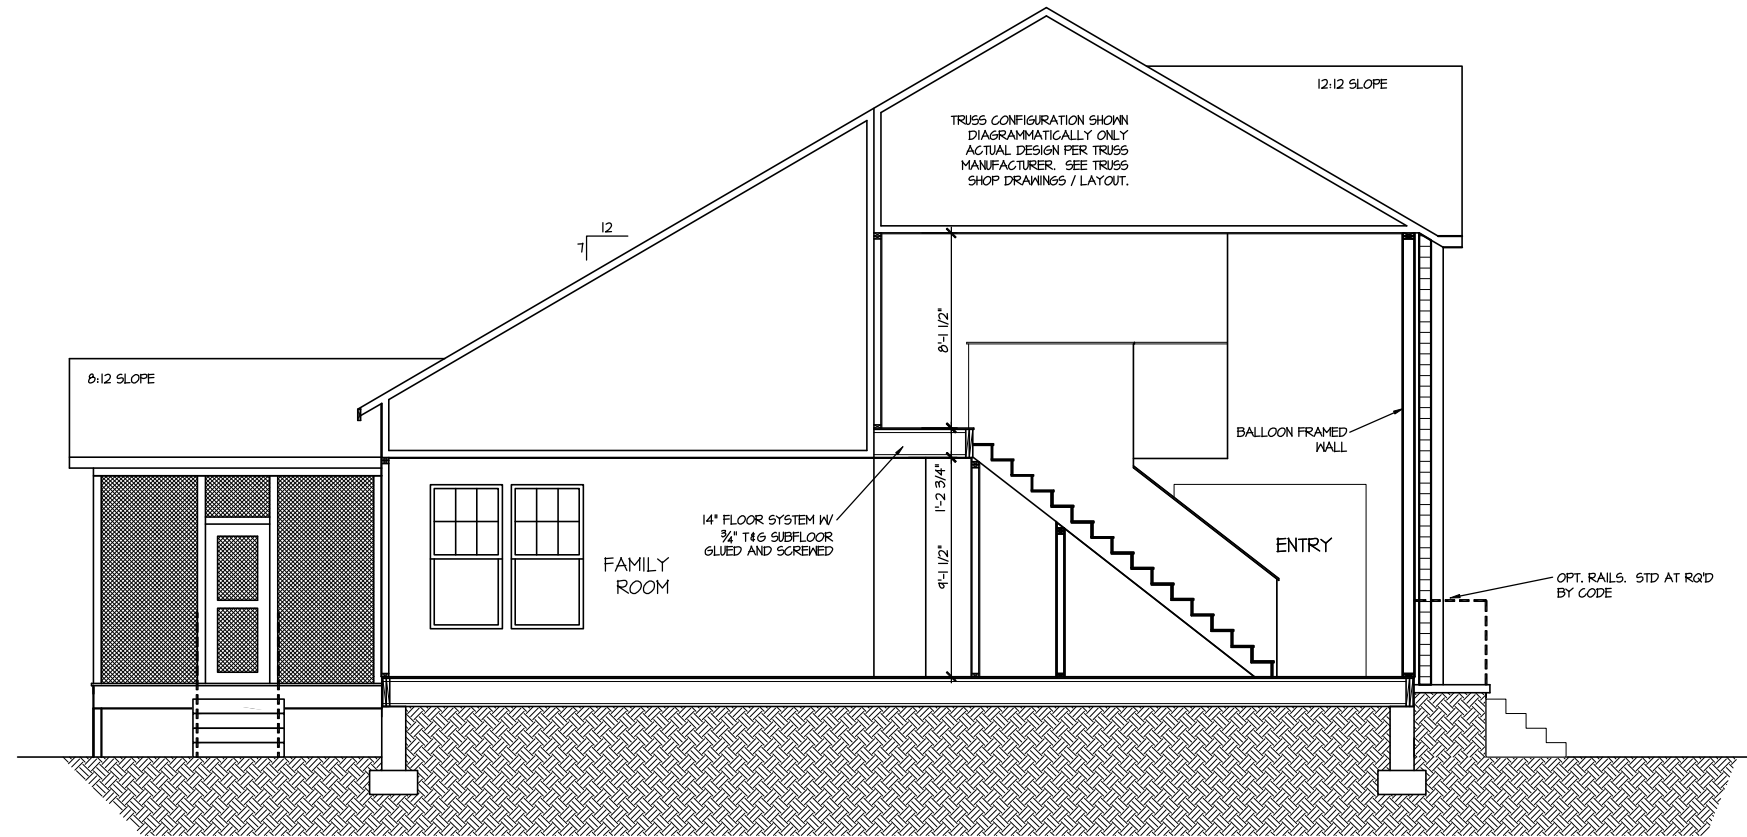 12:12 SLOPE
TRUSS CONFIGURATION SHOWN
DIAGRAMMATICALLY ONLY
ACTUAL DESIGN PER TRUSS
MANUFACTURER. SEE TRUSS
SHOP DRAWINGS / LAYOUT.
12
7
8'-1 1/2"
8:12 SLOPE
BALLOON FRAMED
WALL
1'-2 3/4"
14" FLOOR SYSTEM W/
3/4" T&G SUBFLOOR
GLUED AND SCREWED
9'-1 1/2"
FAMILY
ROOM
ENTRY
OPT. RAILS. STD AT RQ'D
BY CODE